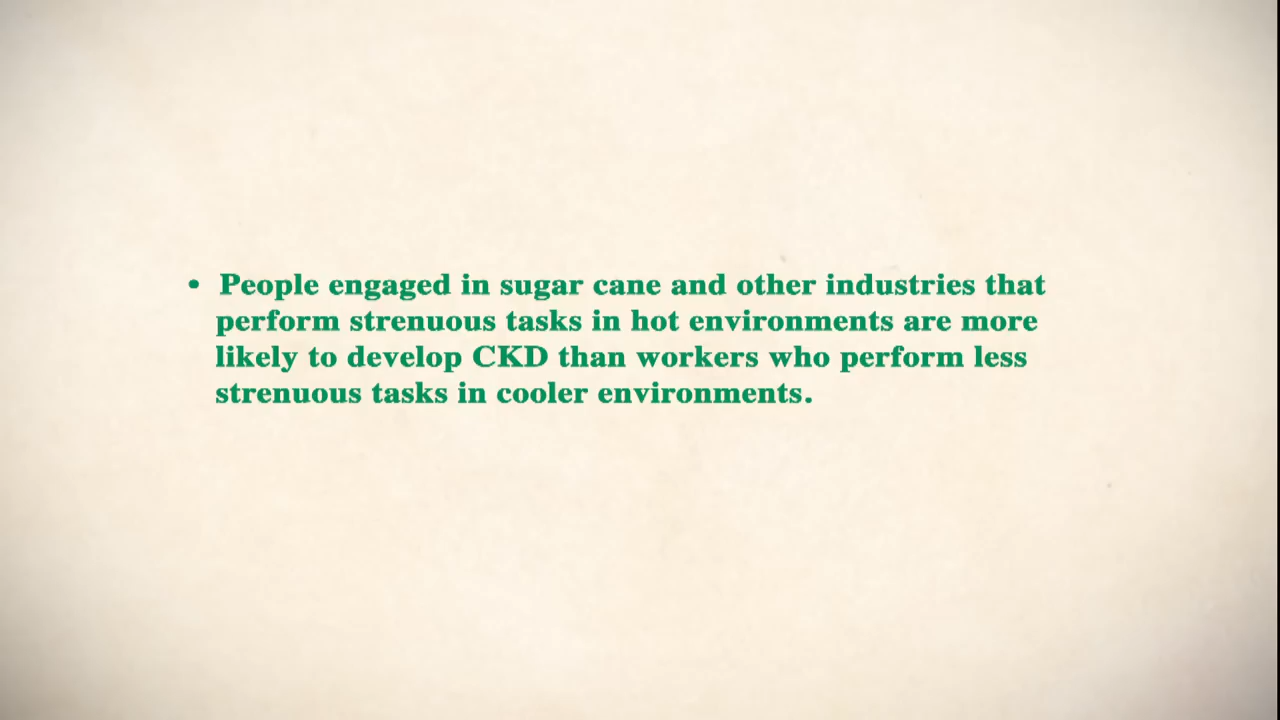 • People engaged in sugar cane and other industries that
perform strenuous tasks in hot environments are more
likely to develop CKD than workers who perform less
strenuous tasks in cooler environments.